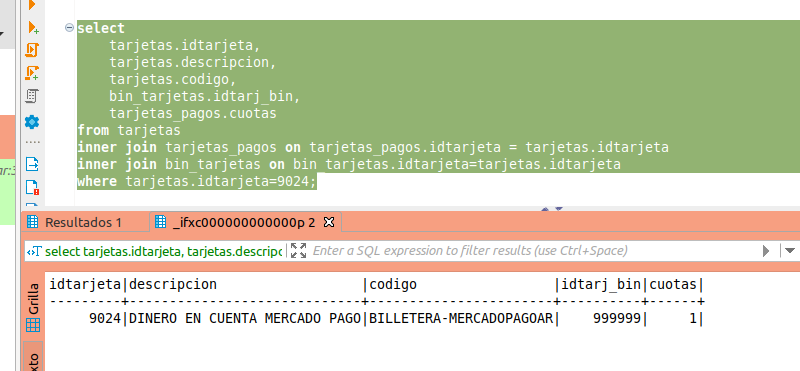 select
tarjetas.idtarjeta,
tarjetas.descripcion,
tarjetas.codigo,
bin_tarjetas.idtarj_bin,
tarjetas_pagos.cuotas
from tarjetas
inner join tarjetas_pagos on tarjetas_pagos.idtarjeta = tarjetas.idtarjeta
inner join bin_tarjetas on bin_tarjetas.idtarjeta=tarjetas.idtarjeta
where tarjetas.idtarjeta=9024;
Resultados 1 _ifxc000000000000p 2
select tarjetas.idtarjeta, tarjetas.descripc Enter a SQL expression to filter results (use Ctrl+Space)
Grilla
idtarjeta|descripcion |codigo |idtarj_bin|cuotas|
---------+---------------------------+----------------------+----------+------+
9024|DINERO EN CUENTA MERCADO PAGO|BILLETERA-MERCADOPAGOAR| 999999| 1|
xto